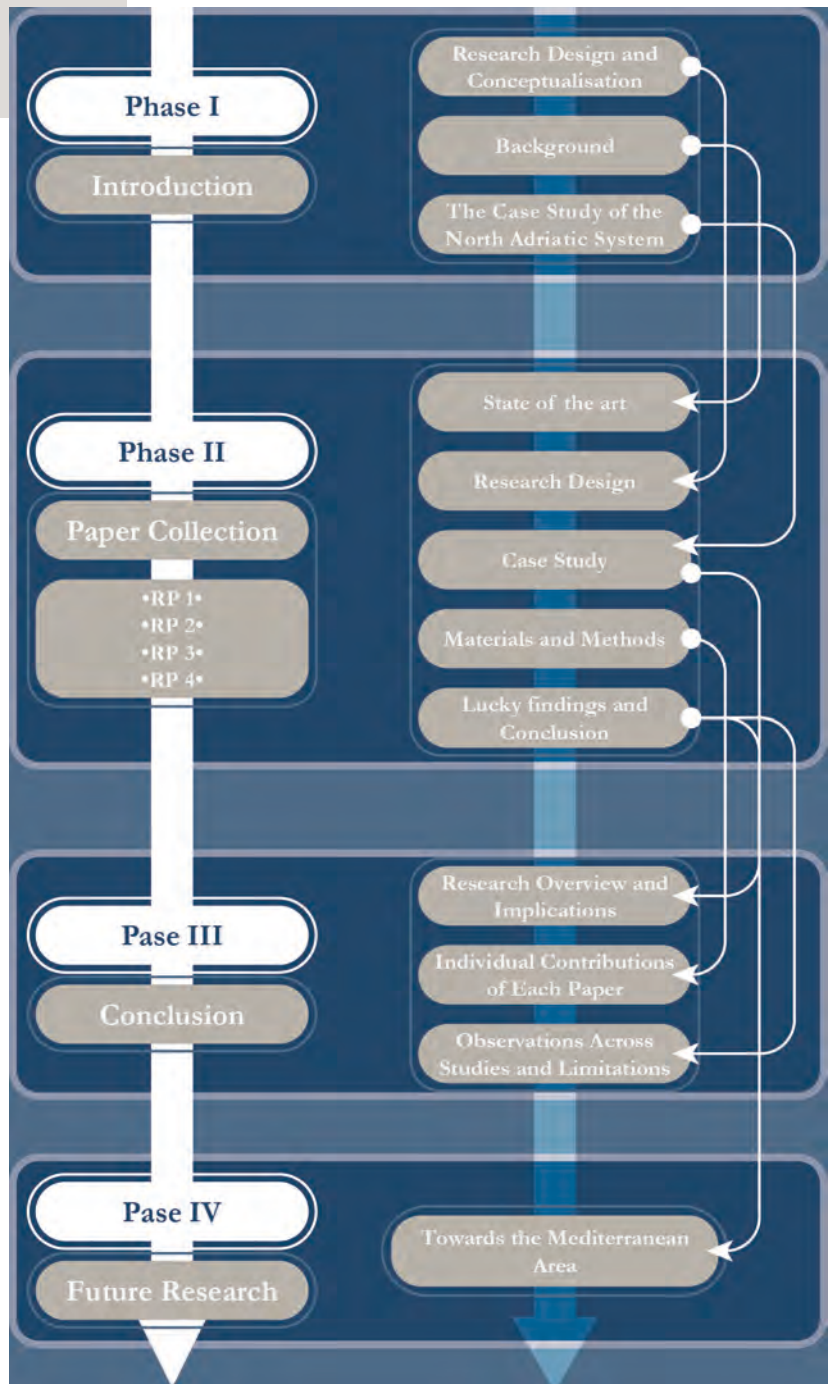 Phase I
Introduction
Research Design and
Conceptualisation
Background
The Case Study of the
North Adriatic System
Phase II
Paper Collection
•RP 1•
•RP 2•
•RP 3•
•RP 4•
State of the art
Research Design
Case Study
Materials and Methods
Lucky findings and
Conclusion
Pase III
Conclusion
Research Overview and
Implications
Individual Contributions
of Each Paper
Observations Across
Studies and Limitations
Pase IV
Future Research
Towards the Mediterranean
Area